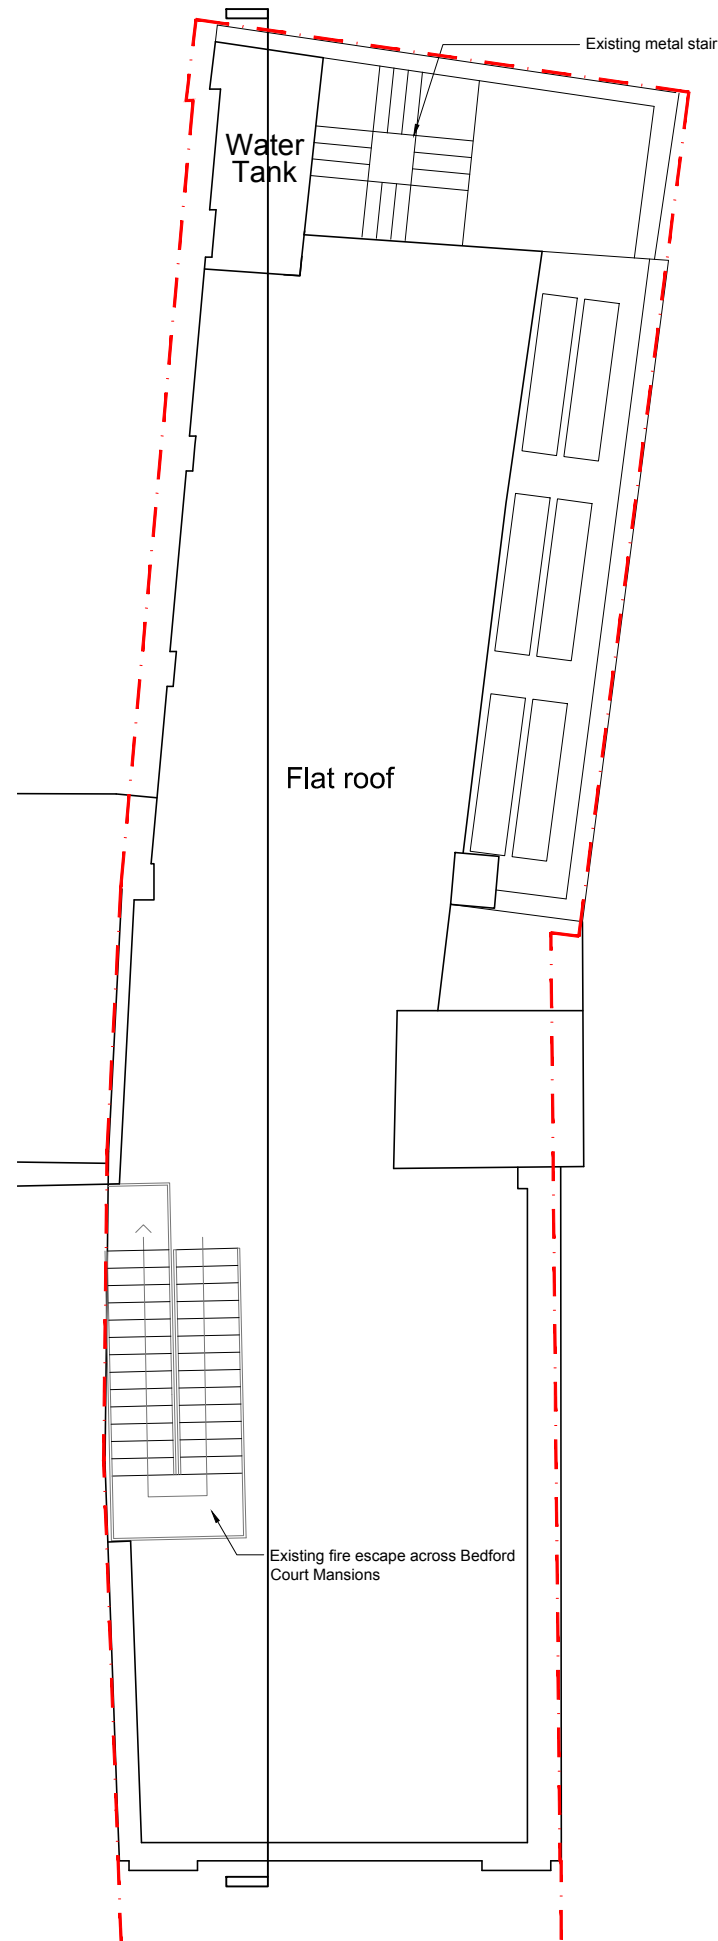 Existing metal stair
Water
Tank
Flat roof
Existing fire escape across Bedford
Court Mansions